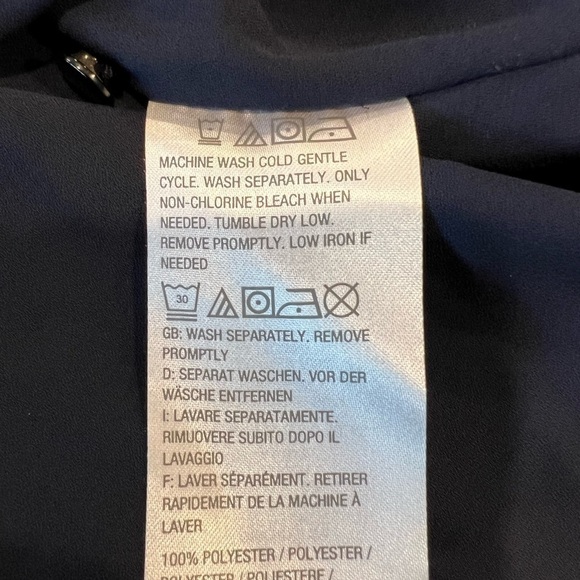 MACHINE WASH COLD GENTLE
CYCLE. WASH SEPARATELY. ONLY
NON-CHLORINE BLEACH WHEN
NEEDED. TUMBLE DRY LOW.
REMOVE PROMPTLY. LOW IRON IF
NEEDED
30
GB: WASH SEPARATELY. REMOVE
PROMPTLY
D: SEPARAT WASCHEN. VOR DER
WÄSCHE ENTFERNEN
I: LAVARE SEPARATAMENTE.
RIMUOVERE SUBITO DOPO IL
LAVAGGIO
F: LAVER SÉPARÉMENT. RETIRER
RAPIDEMENT DE LA MACHINE À
LAVER
100% POLYESTER / POLYESTER /
POLYESTER / POLIESTERE /